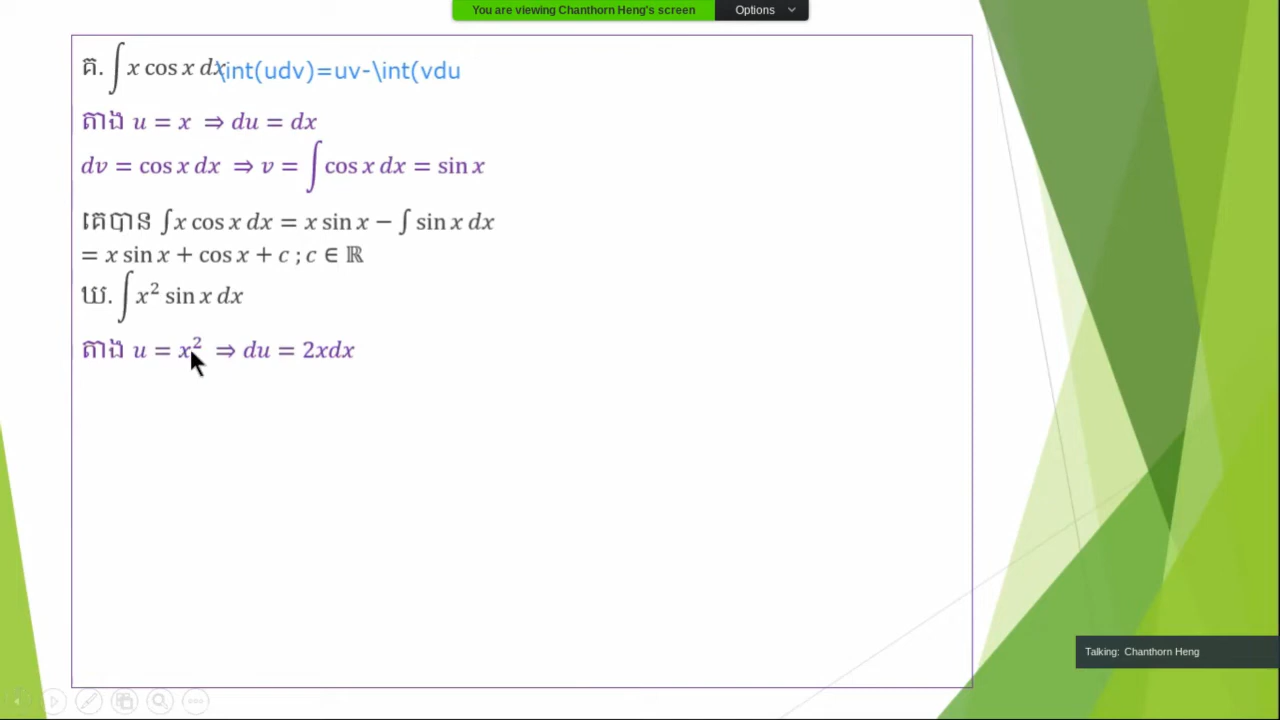 You are viewing Chanthorn Heng's screen Options
គ. ∫ x cos x dx \int(udv)=uv-\int(vdu
តាង u = x ⇒ du = dx
dv = cos x dx ⇒ v = ∫ cos x dx = sin x
គេបាន ∫ x cos x dx = x sin x − ∫ sin x dx
= x sin x + cos x + c ; c ∈ ℝ
ឃ. ∫ x² sin x dx
តាង u = x² ⇒ du = 2xdx
Talking: Chanthorn Heng